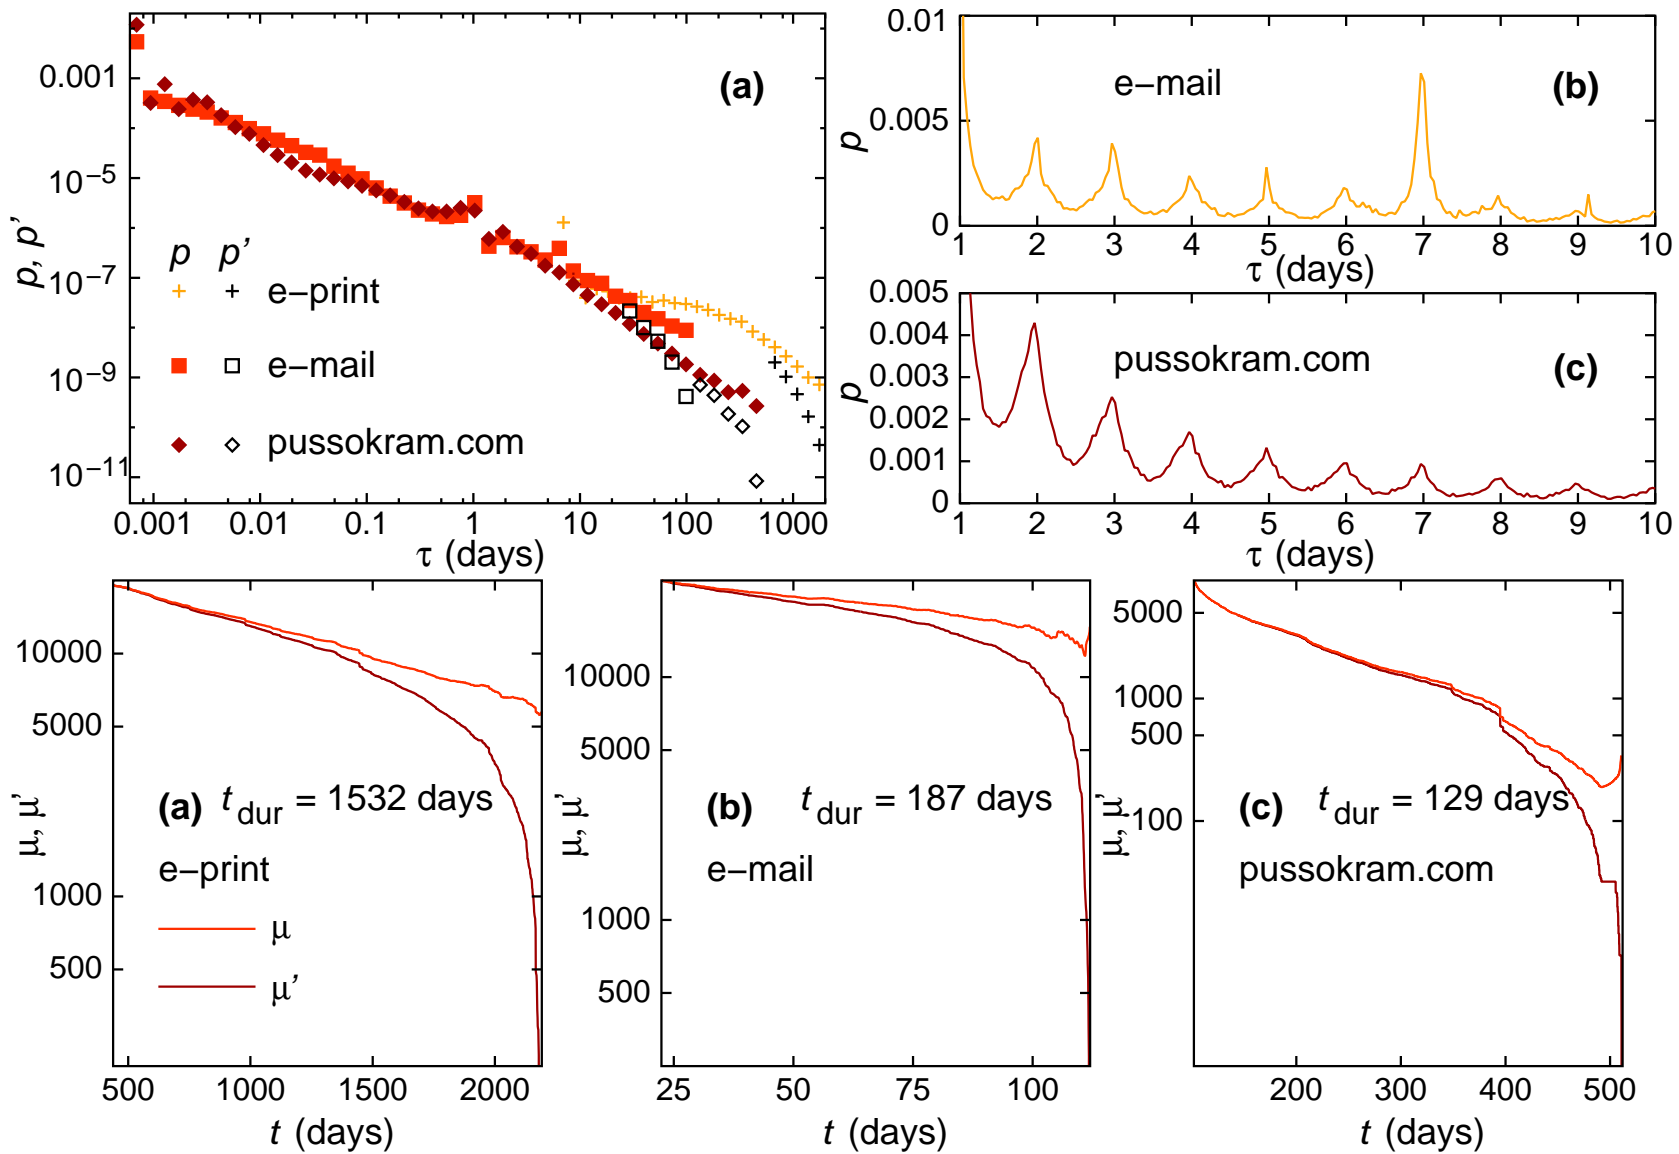 (a)
p, p'
0.001
10−5
10−7
10−9
10−11
p p'
e−print
e−mail
pussokram.com
0.001 0.01 0.1 1 10 100 1000
τ (days)
(b)
e−mail
p
0.01
0.005
0
1 2 3 4 5 6 7 8 9 10
τ (days)
(c)
pussokram.com
p
0.005
0.004
0.003
0.002
0.001
0
1 2 3 4 5 6 7 8 9 10
τ (days)
μ, μ'
10000
5000
1000
500
(a) t dur = 1532 days
e−print
μ
μ'
500 1000 1500 2000
t (days)
μ, μ'
10000
5000
1000
500
(b) t dur = 187 days
e−mail
25 50 75 100
t (days)
μ, μ'
5000
1000
500
100
(c) t dur = 129 days
pussokram.com
200 300 400 500
t (days)